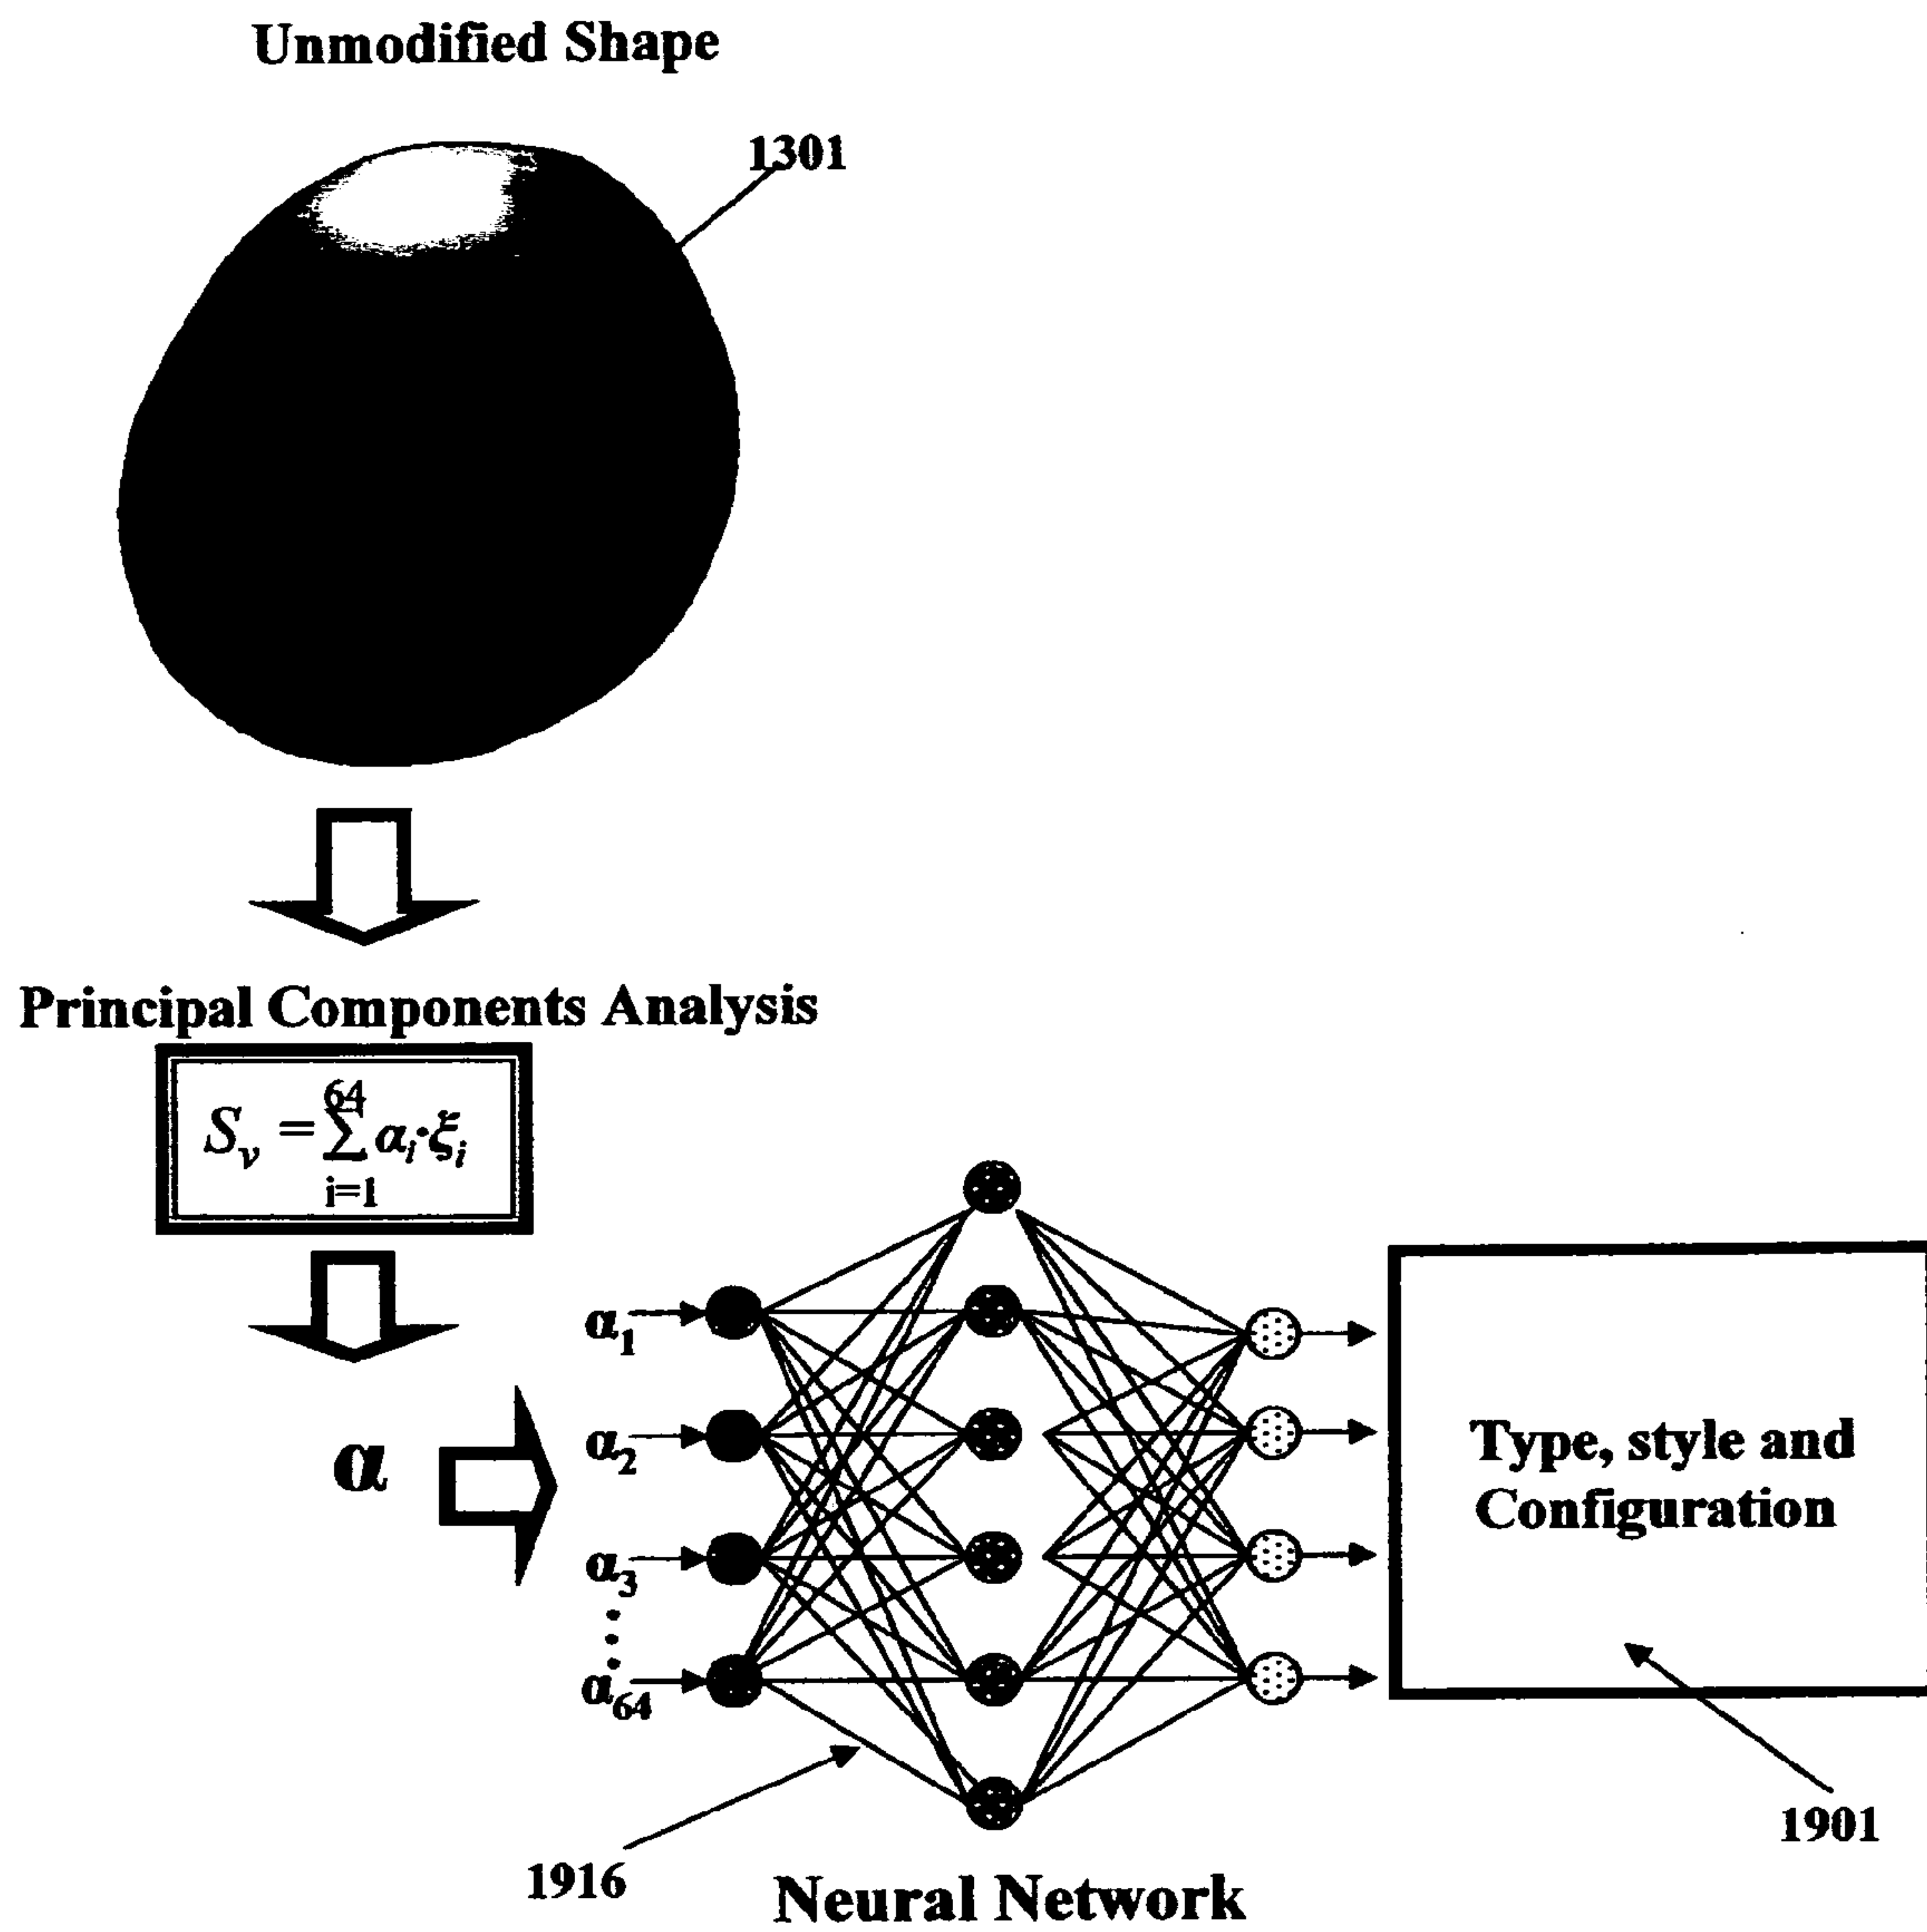 Unmodified Shape
1301
Principal Components Analysis
64
S_v = Σ α_i·ξ_i
i=1
α
α_1
α_2
α_3
α_64
Type, style and
Configuration
1901
1916
Neural Network